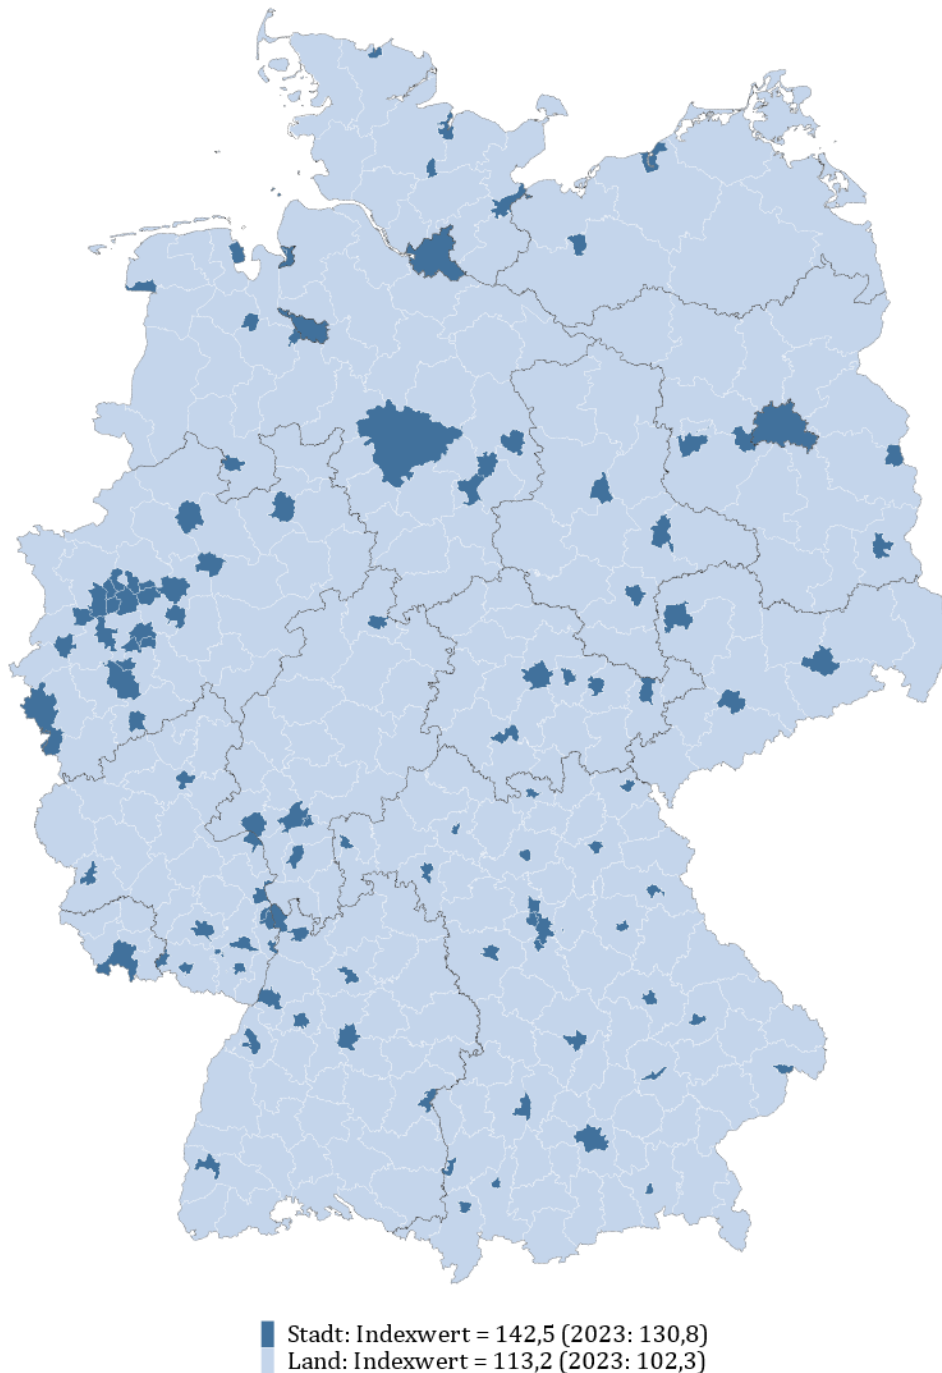 Stadt: Indexwert = 142,5 (2023: 130,8)
Land: Indexwert = 113,2 (2023: 102,3)